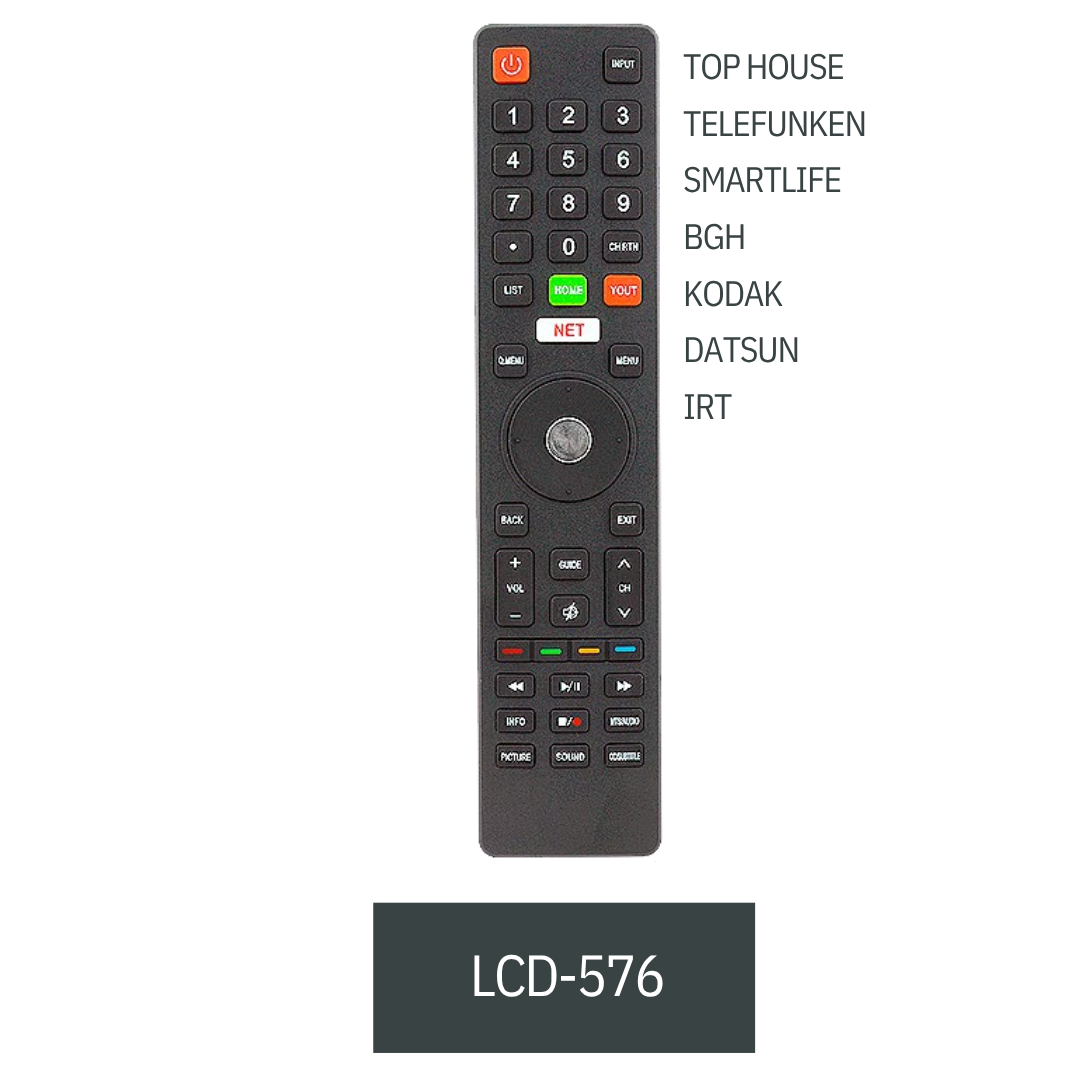 INPUT
TOP HOUSE
1 2 3
TELEFUNKEN
4 5 6
SMARTLIFE
7 8 9
BGH
0 CH.RTN
LIST HOME YOUT
KODAK
NET
Q.MENU MENU
DATSUN
IRT
BACK EXIT
+ GUIDE
VOL CH
−
INFO MTS/AUDIO
PICTURE SOUND CC/SUBTITLE
LCD-576